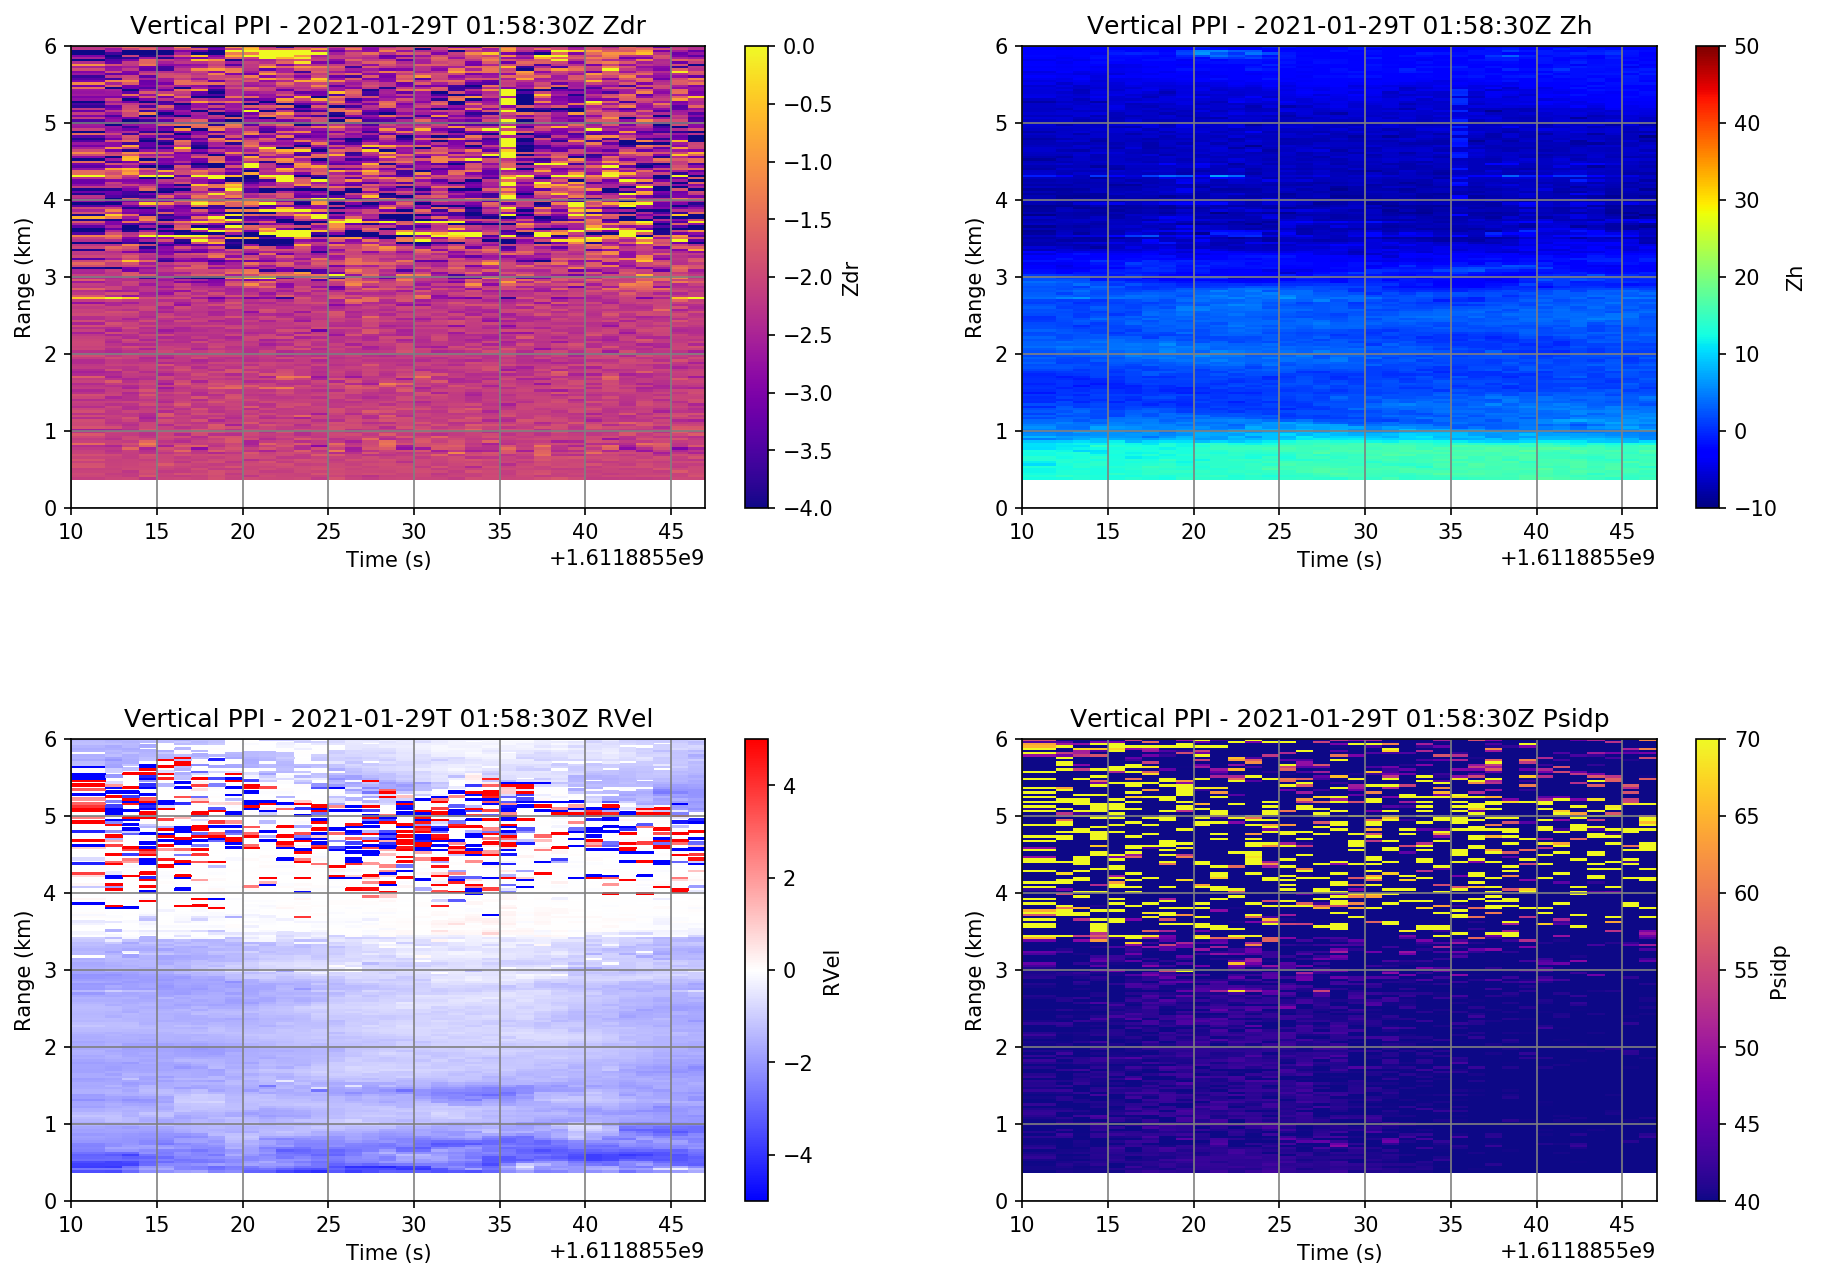 Vertical PPI - 2021-01-29T 01:58:30Z Zdr
6
5
4
3
2
1
0
Range (km)
10 15 20 25 30 35 40 45
Time (s)
+1.6118855e9
0.0
−0.5
−1.0
−1.5
−2.0
−2.5
−3.0
−3.5
−4.0
Zdr
Vertical PPI - 2021-01-29T 01:58:30Z Zh
6
5
4
3
2
1
0
Range (km)
10 15 20 25 30 35 40 45
Time (s)
+1.6118855e9
50
40
30
20
10
0
−10
Zh
Vertical PPI - 2021-01-29T 01:58:30Z RVel
6
5
4
3
2
1
0
Range (km)
10 15 20 25 30 35 40 45
Time (s)
+1.6118855e9
4
2
0
−2
−4
RVel
Vertical PPI - 2021-01-29T 01:58:30Z Psidp
6
5
4
3
2
1
0
Range (km)
10 15 20 25 30 35 40 45
Time (s)
+1.6118855e9
70
65
60
55
50
45
40
Psidp